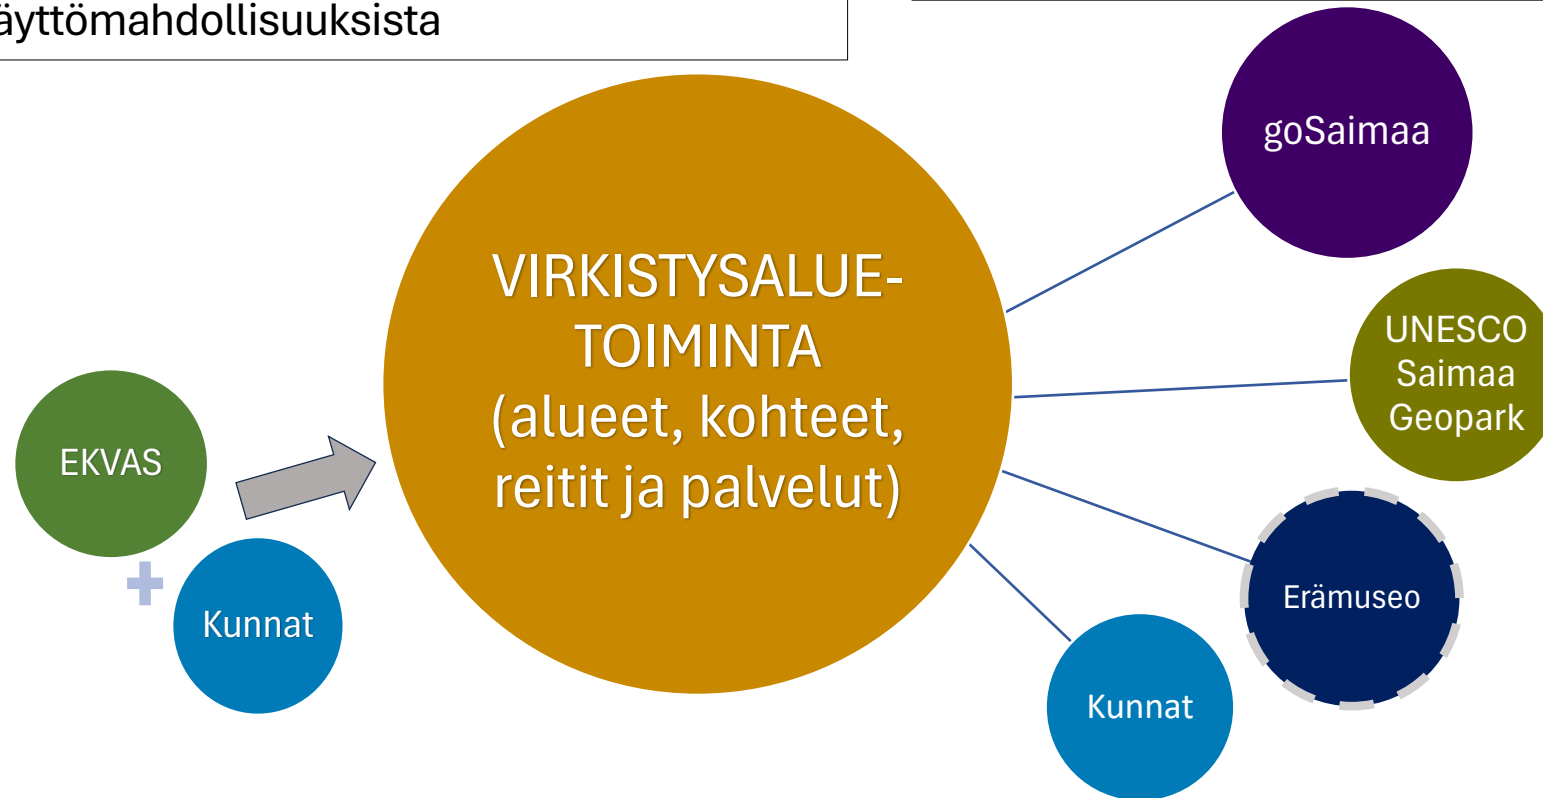 äyttömahdollisuuksista
goSaimaa
VIRKISTYSALUE-
TOIMINTA
(alueet, kohteet,
reitit ja palvelut)
UNESCO
Saimaa
Geopark
EKVAS
Kunnat
Erämuseo
Kunnat